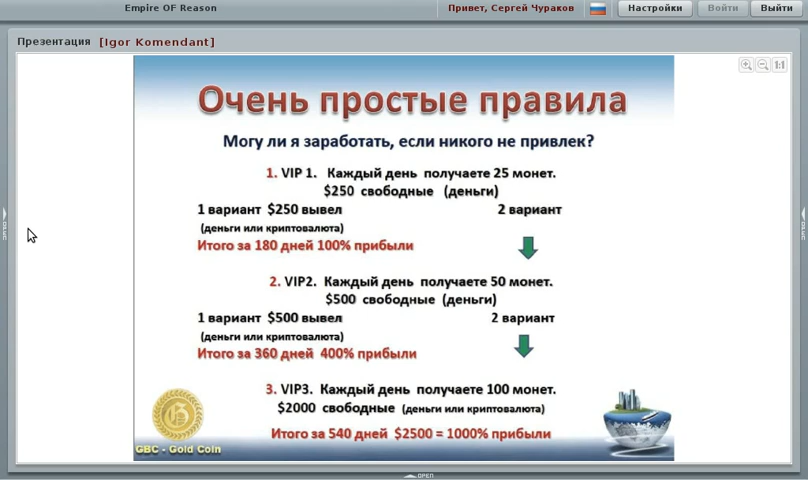 Empire OF Reason
Привет, Сергей Чураков
Настройки
Войти
Выйти
Презентация [Igor Komendant]
1:1
Очень простые правила
Могу ли я заработать, если никого не привлек?
1. VIP 1. Каждый день получаете 25 монет.
$250 свободные (деньги)
1 вариант $250 вывел
2 вариант
(деньги или криптовалюта)
Итого за 180 дней 100% прибыли
2. VIP2. Каждый день получаете 50 монет.
$500 свободные (деньги)
1 вариант $500 вывел
2 вариант
(деньги или криптовалюта)
Итого за 360 дней 400% прибыли
3. VIP3. Каждый день получаете 100 монет.
$2000 свободные (деньги или криптовалюта)
Итого за 540 дней $2500 = 1000% прибыли
GBC - Gold Coin
OPEN
OPEN
OPEN